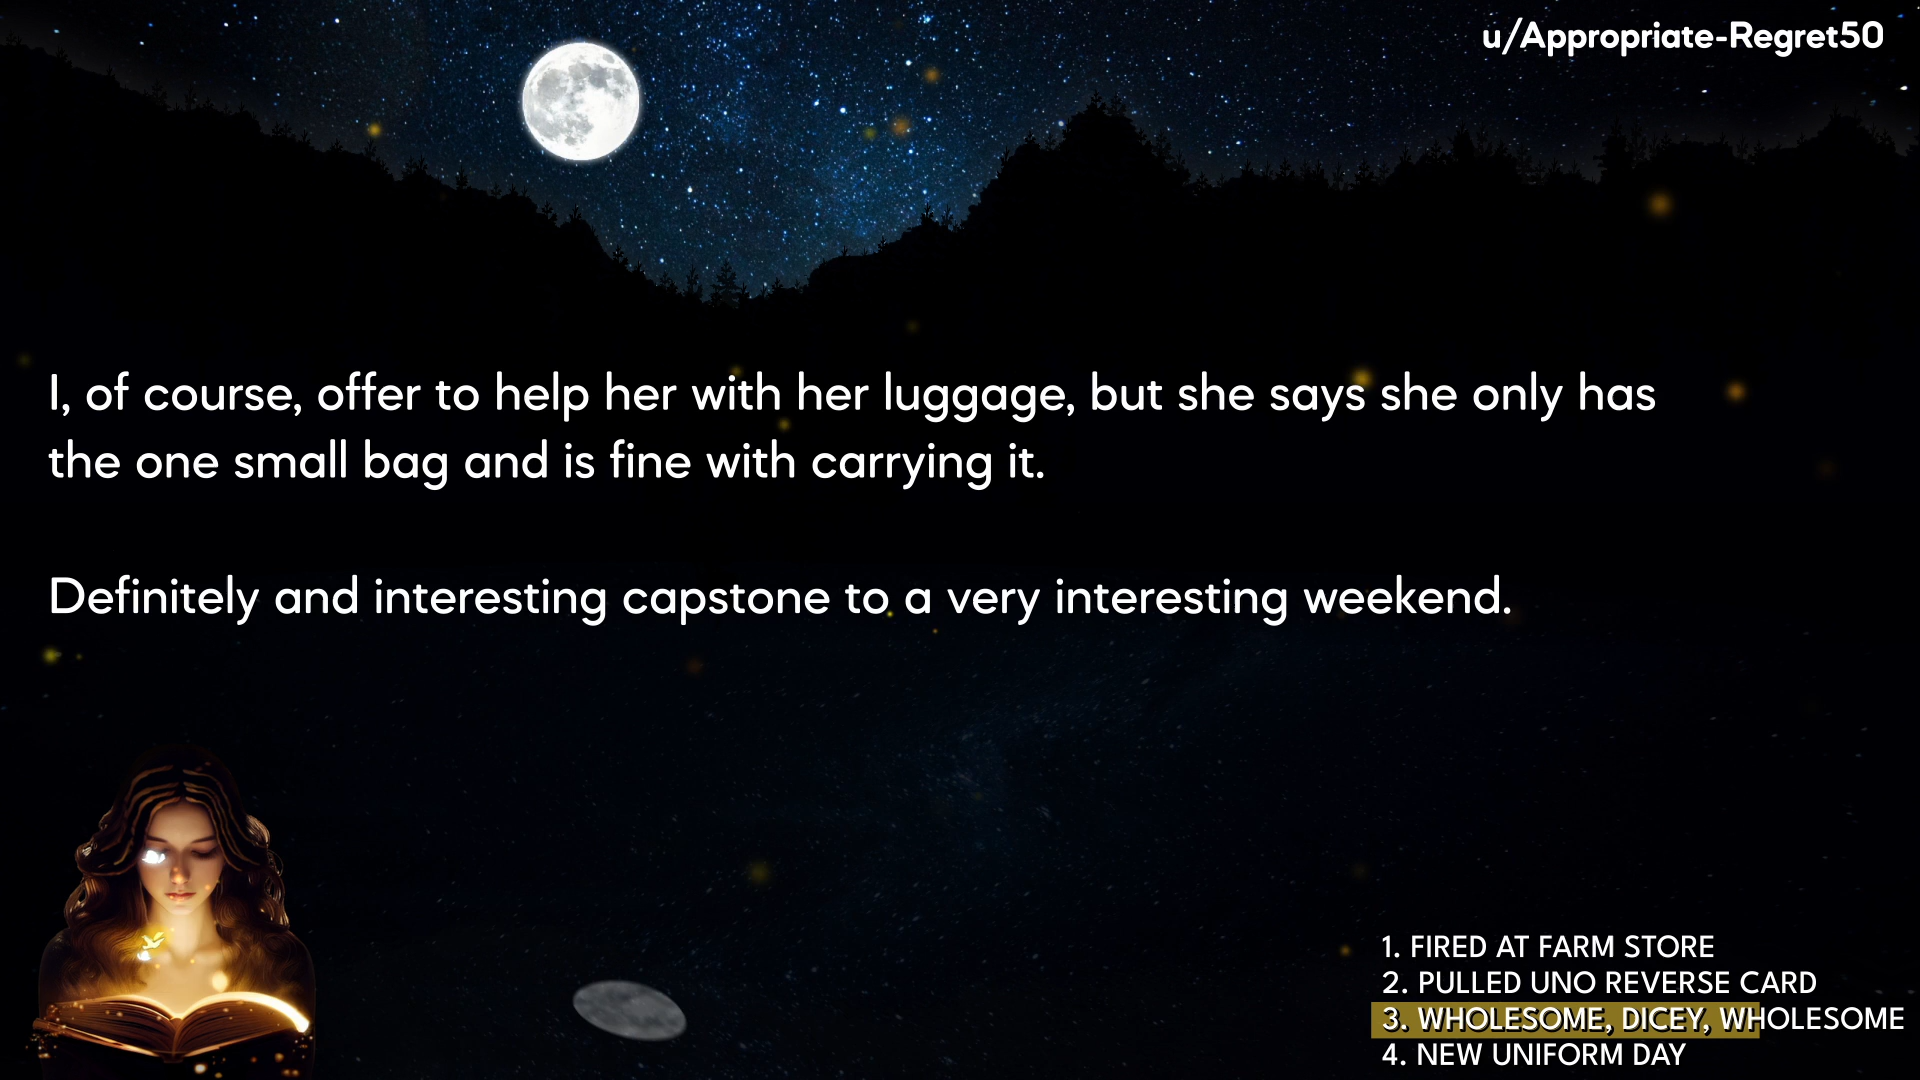 u/Appropriate-Regret50
I, of course, offer to help her with her luggage, but she says she only has
the one small bag and is fine with carrying it.
Definitely and interesting capstone to a very interesting weekend.
1. FIRED AT FARM STORE
2. PULLED UNO REVERSE CARD
3. WHOLESOME, DICEY, WHOLESOME
4. NEW UNIFORM DAY